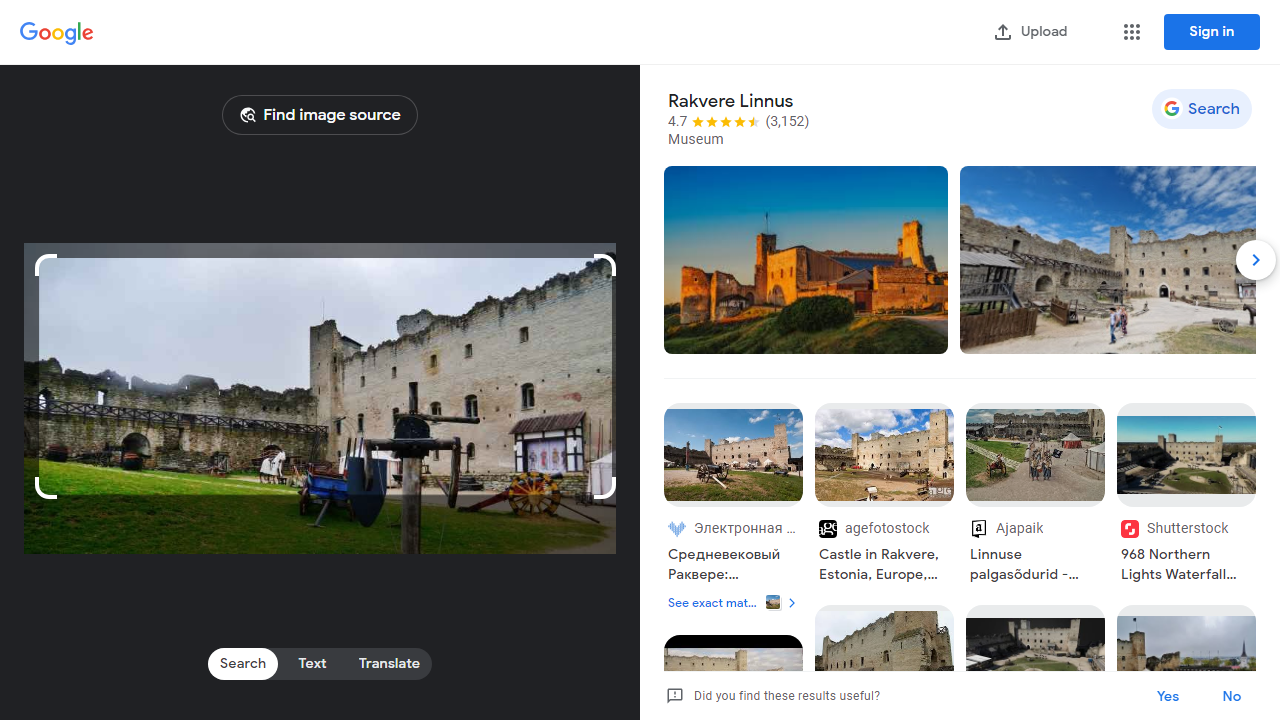 Google
Upload
Sign in
Find image source
Rakvere Linnus
4.7 (3,152)
Museum
Search
Электронная ...
Средневековый
Раквере:...
See exact mat...
agefotostock
Castle in Rakvere,
Estonia, Europe,...
Ajapaik
Linnuse
palgasõdurid -...
Shutterstock
968 Northern
Lights Waterfall...
Search
Text
Translate
Did you find these results useful?
Yes
No